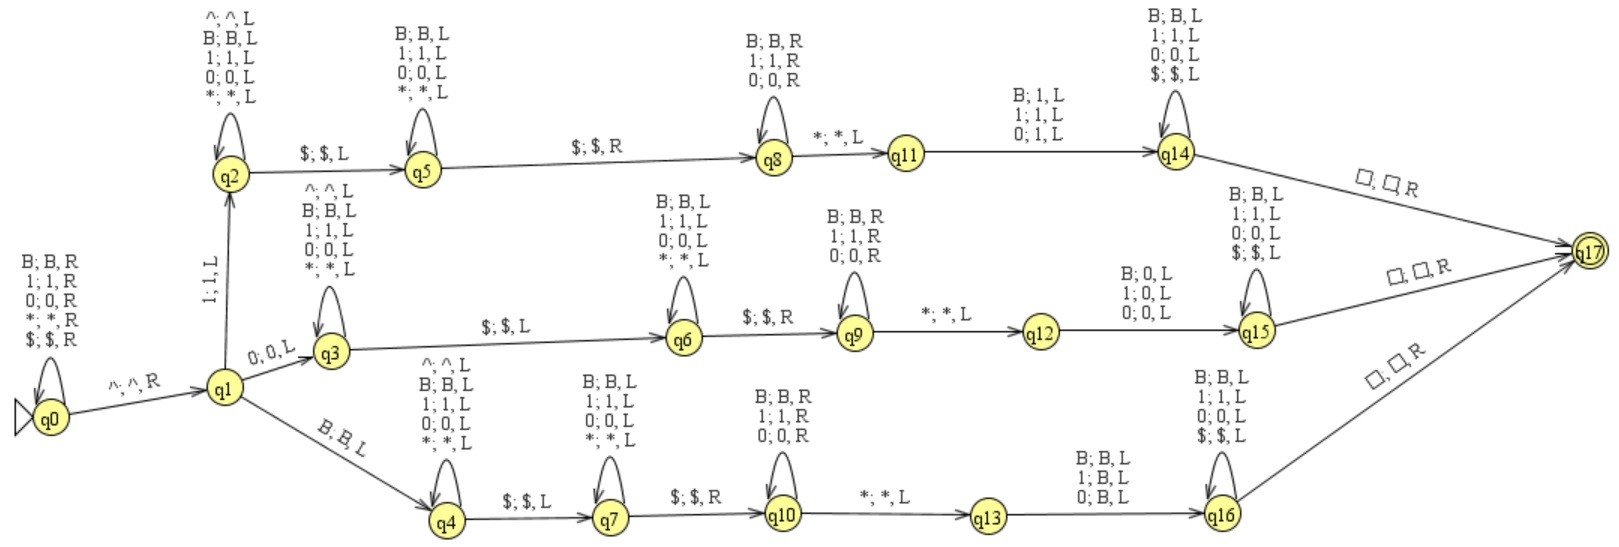 ^; ^, L
B; B, L
1; 1, L
0; 0, L
*; *, L
B; B, L
1; 1, L
0; 0, L
*; *, L
B; B, R
1; 1, R
0; 0, R
B; B, L
1; 1, L
0; 0, L
$; $, L
B; 1, L
1; 1, L
0; 1, L
q2
$; $, L
q5
$; $, R
q8
*; *, L
q11
q14
□; □, R
^; ^, L
B; B, L
1; 1, L
0; 0, L
*; *, L
B; B, L
1; 1, L
0; 0, L
*; *, L
B; B, R
1; 1, R
0; 0, R
B; B, L
1; 1, L
0; 0, L
$; $, L
B; B, R
1; 1, R
0; 0, R
*; *, R
$; $, R
1; 1, L
B; 0, L
1; 0, L
0; 0, L
□; □, R
q17
0; 0, L
q3
$; $, L
q6
$; $, R
q9
*; *, L
q12
q15
□; □, R
q0
^; ^, R
q1
B; B, L
^; ^, L
B; B, L
1; 1, L
0; 0, L
*; *, L
B; B, L
1; 1, L
0; 0, L
*; *, L
B; B, R
1; 1, R
0; 0, R
B; B, L
1; 1, L
0; 0, L
$; $, L
B; B, L
1; B, L
0; B, L
q4
$; $, L
q7
$; $, R
q10
*; *, L
q13
q16